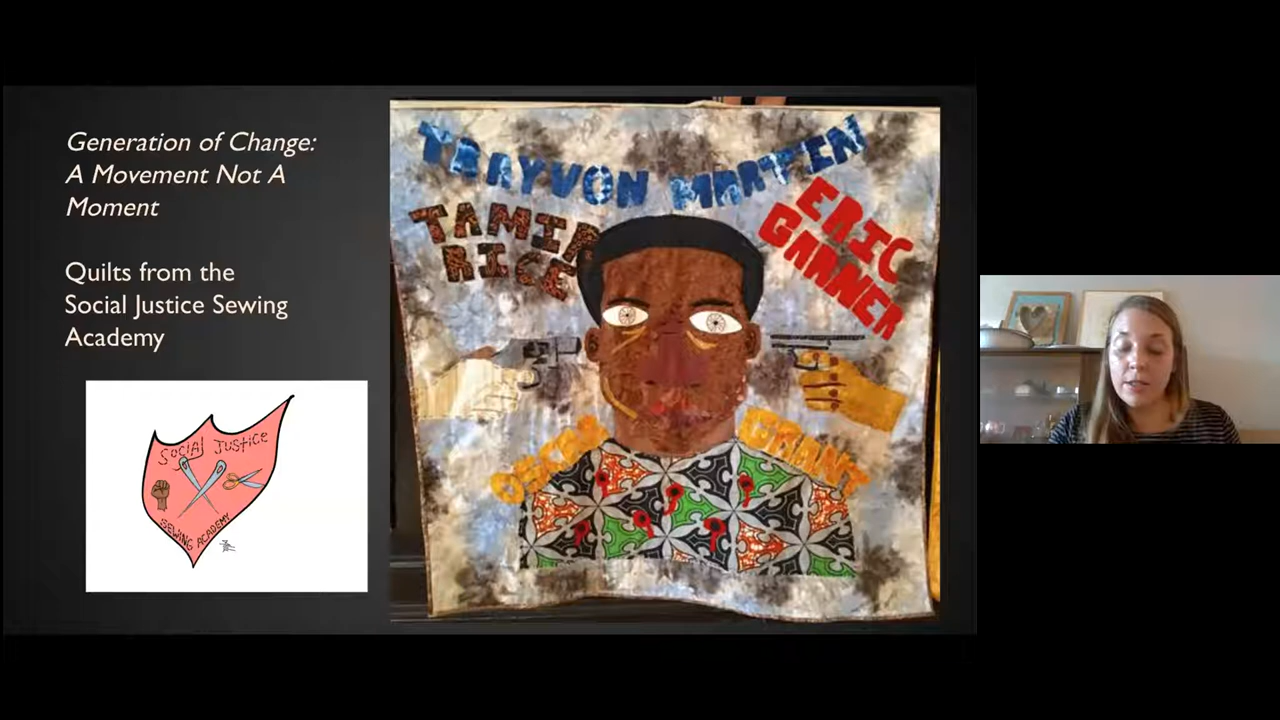 Generation of Change:
A Movement Not A
Moment
Quilts from the
Social Justice Sewing
Academy
SOCIAL JUSTICE
SEWING ACADEMY
TRAYVON MARTIN
TAMIR
RICE
ERIC
GARNER
OSCAR GRANT